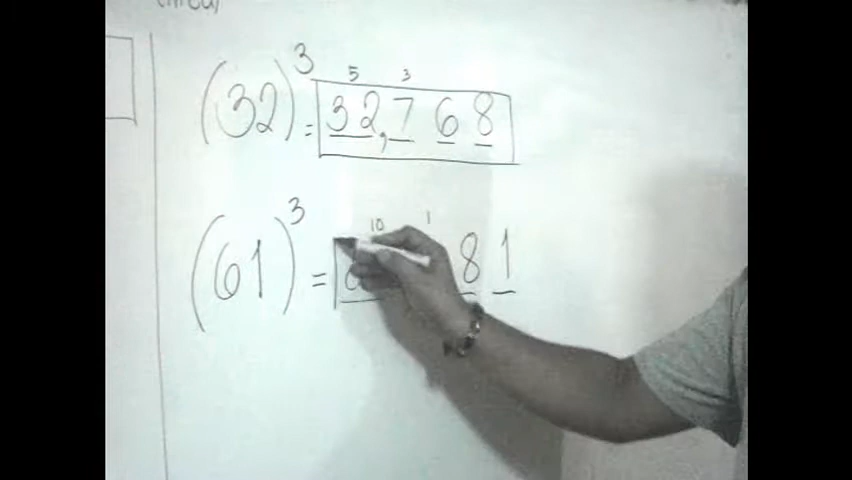 5 3
(32)³ = 32,768
10 1
(61)³ = 81